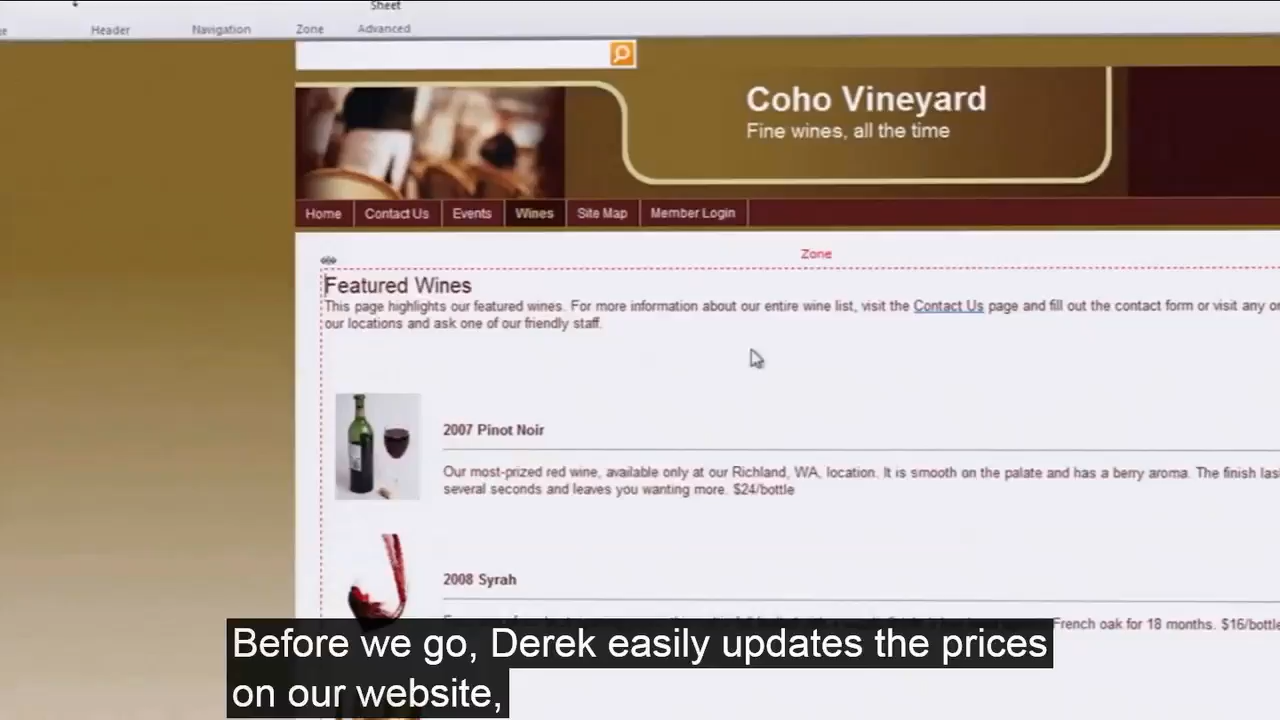 Sheet
Header Navigation Zone Advanced
Coho Vineyard
Fine wines, all the time
Home Contact Us Events Wines Site Map Member Login
Zone
Featured Wines
This page highlights our featured wines. For more information about our entire wine list, visit the Contact Us page and fill out the contact form or visit any
our locations and ask one of our friendly staff.
2007 Pinot Noir
Our most-prized red wine, available only at our Richland, WA, location. It is smooth on the palate and has a berry aroma. The finish
several seconds and leaves you wanting more. $24/bottle
2008 Syrah
French oak for 18 months. $16/bottle
Before we go, Derek easily updates the prices
on our website,